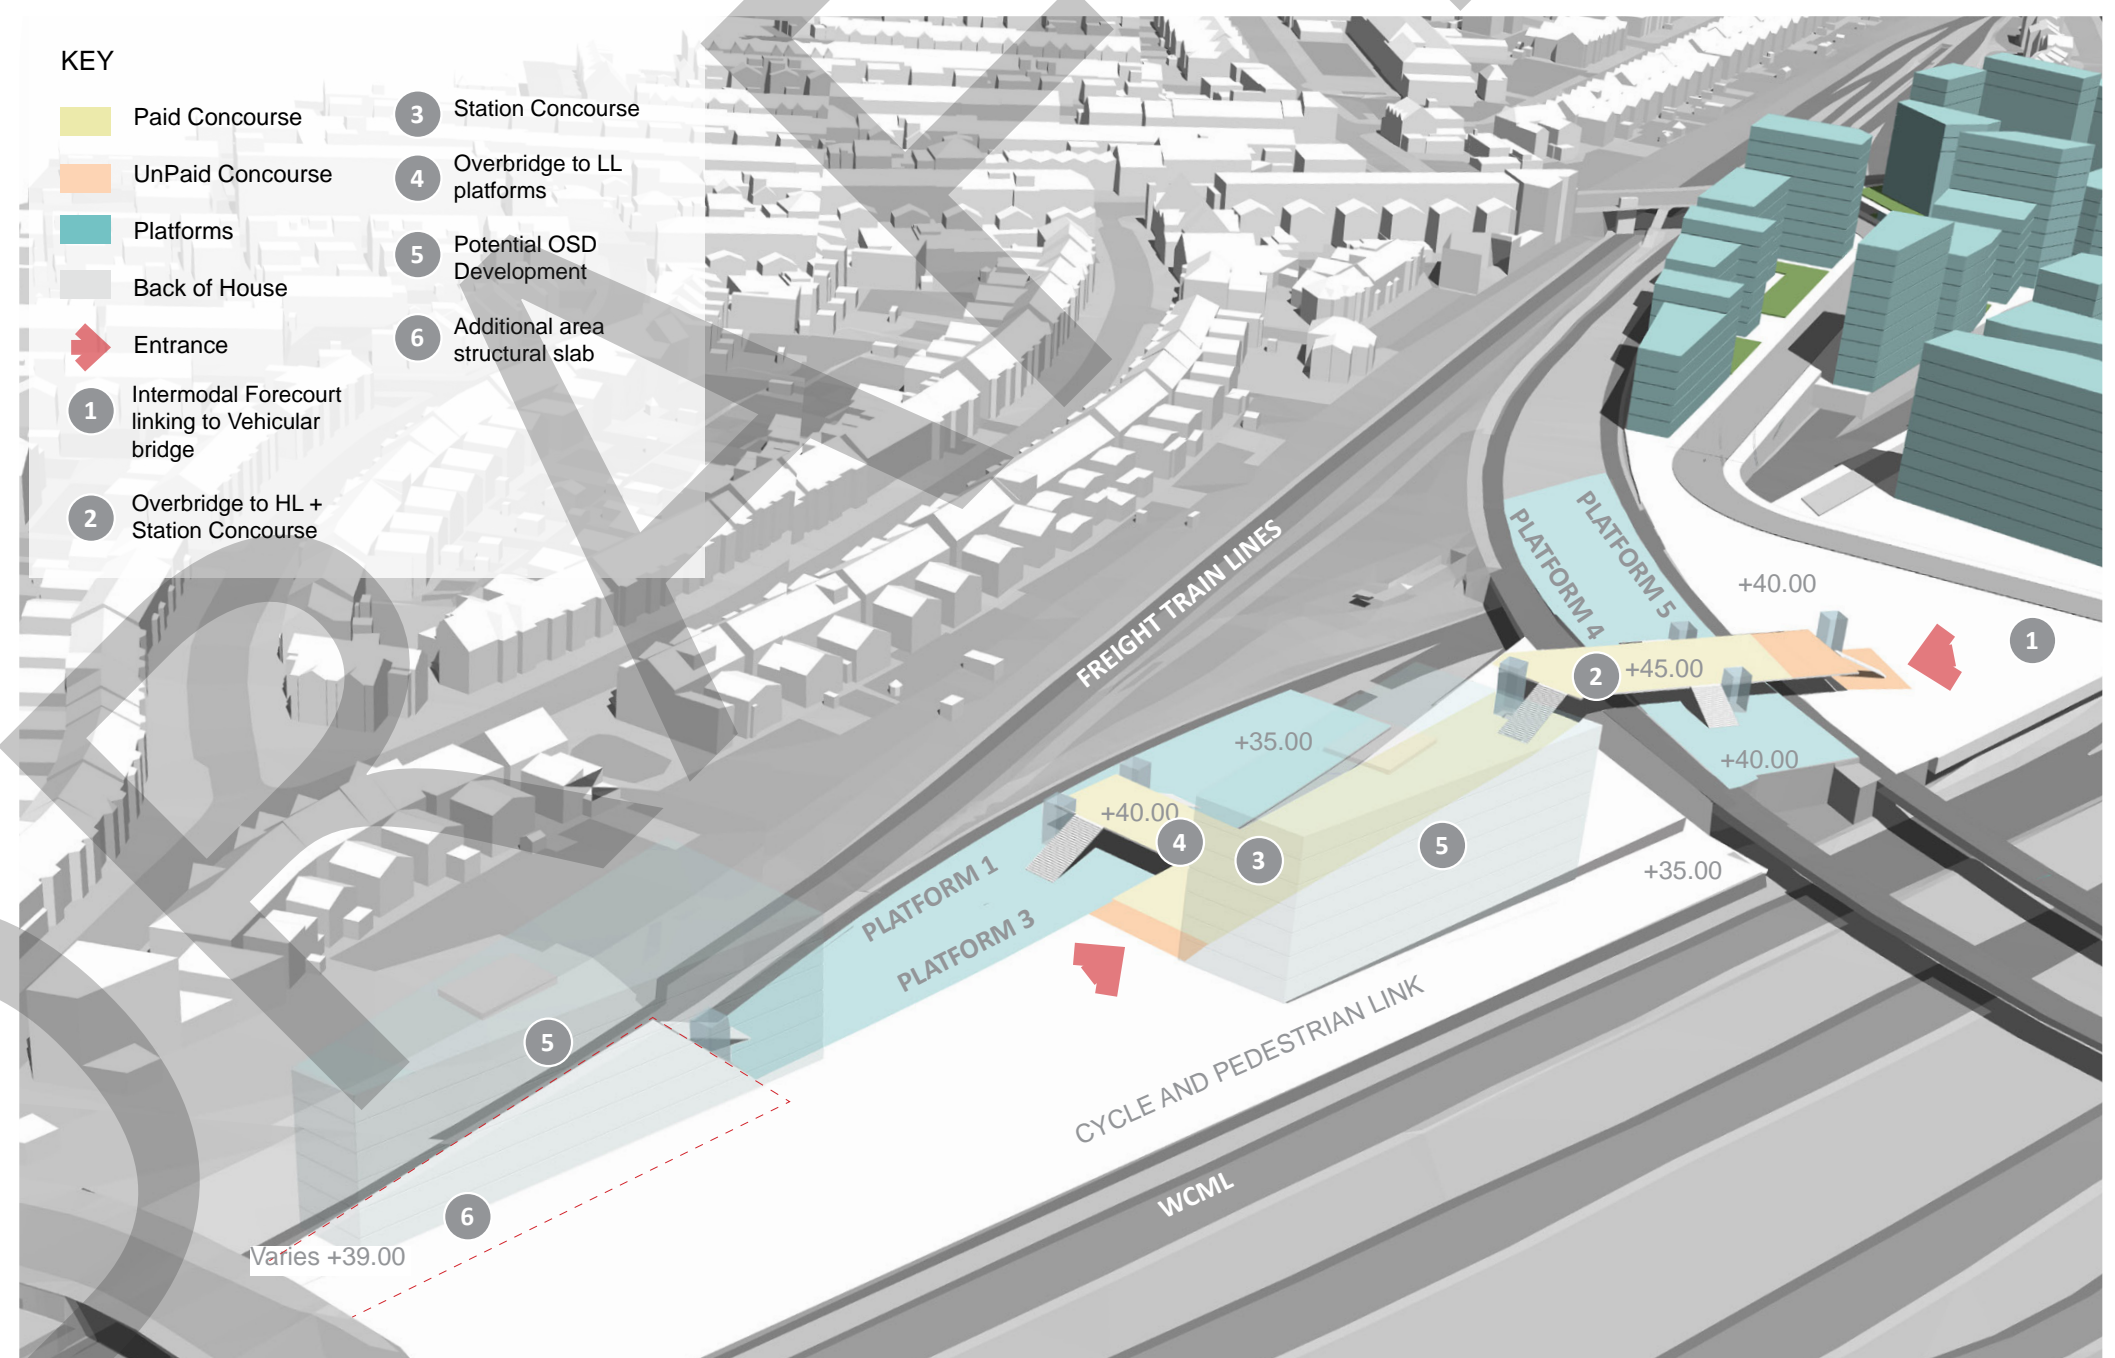 KEY
Paid Concourse
UnPaid Concourse
Platforms
Back of House
Entrance
1
Intermodal Forecourt
linking to Vehicular
bridge
2
Overbridge to HL +
Station Concourse
3
Station Concourse
4
Overbridge to LL
platforms
5
Potential OSD
Development
6
Additional area
structural slab
FREIGHT TRAIN LINES
PLATFORM 4
PLATFORM 5
+40.00
1
2
+45.00
+40.00
+35.00
+40.00
4
3
5
+35.00
PLATFORM 1
PLATFORM 3
CYCLE AND PEDESTRIAN LINK
WCML
5
6
Varies +39.00